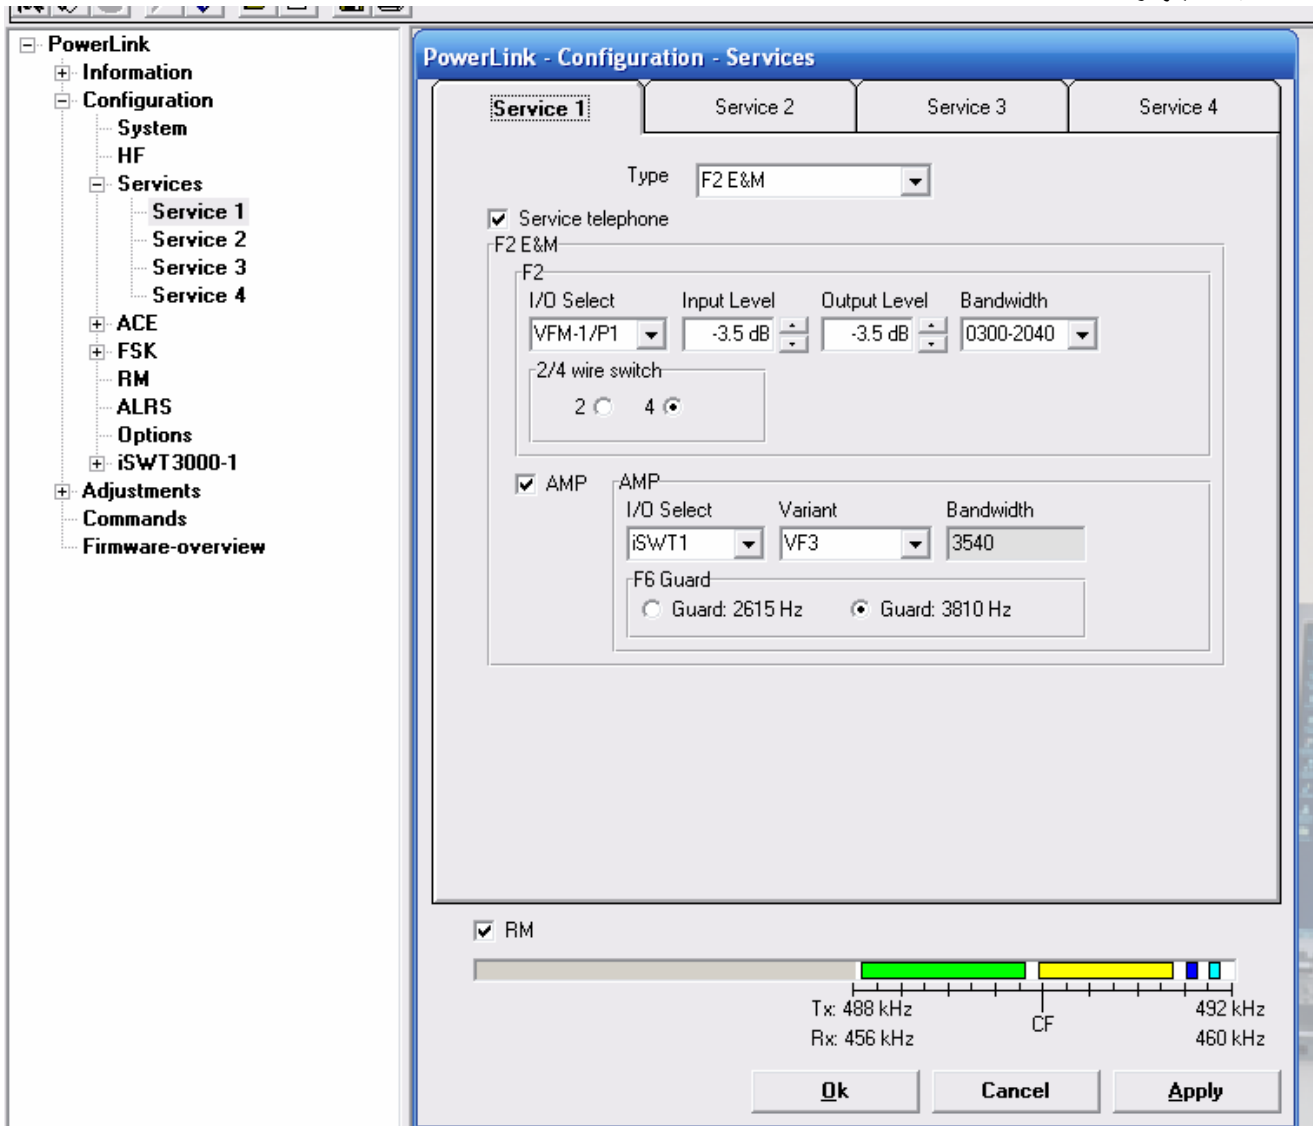 PowerLink
Information
Configuration
System
HF
Services
Service 1
Service 2
Service 3
Service 4
ACE
FSK
RM
ALRS
Options
iSWT3000-1
Adjustments
Commands
Firmware-overview
PowerLink - Configuration - Services
Service 1 Service 2 Service 3 Service 4
Type F2 E&M
Service telephone
F2 E&M
F2
I/O Select Input Level Output Level Bandwidth
VFM-1/P1 -3.5 dB -3.5 dB 0300-2040
2/4 wire switch
2 4
AMP AMP
I/O Select Variant Bandwidth
iSWT1 VF3 3540
F6 Guard
Guard: 2615 Hz Guard: 3810 Hz
RM
Tx: 488 kHz CF 492 kHz
Rx: 456 kHz 460 kHz
Ok Cancel Apply